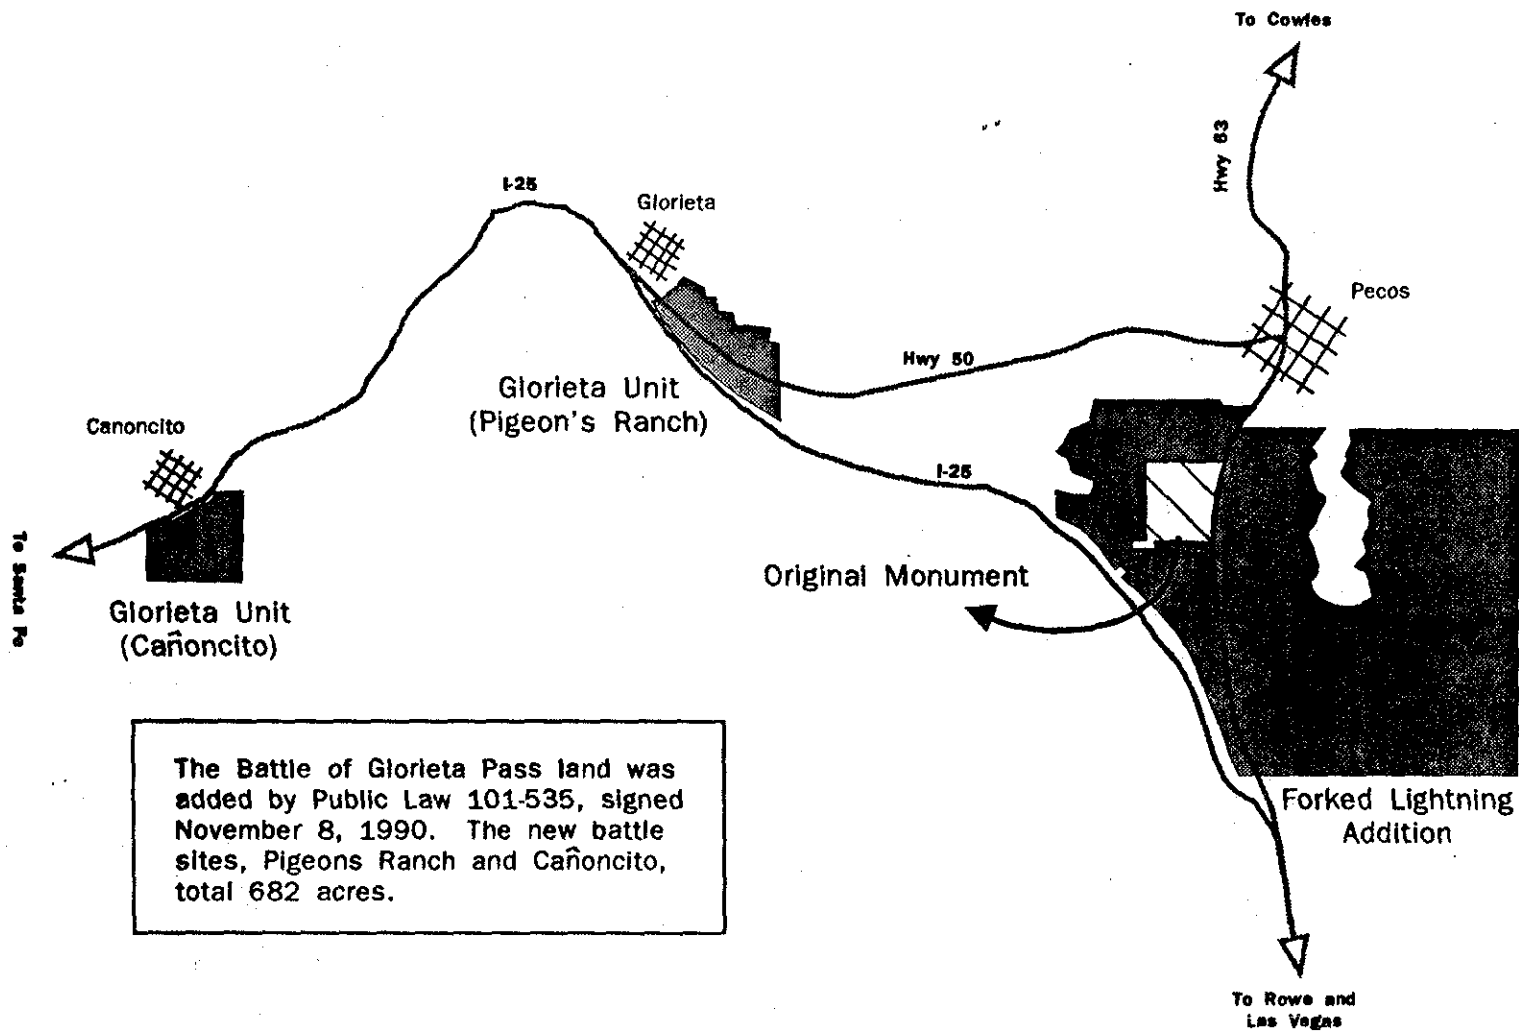 To Cowles
Hwy 63
I-25
Glorieta
Pecos
Hwy 50
Glorieta Unit
(Pigeon's Ranch)
Canoncito
I-25
To Santa Fe
Original Monument
Glorieta Unit
(Cañoncito)
The Battle of Glorieta Pass land was
added by Public Law 101-535, signed
November 8, 1990. The new battle
sites, Pigeons Ranch and Cañoncito,
total 682 acres.
Forked Lightning
Addition
To Rowe and
Las Vegas